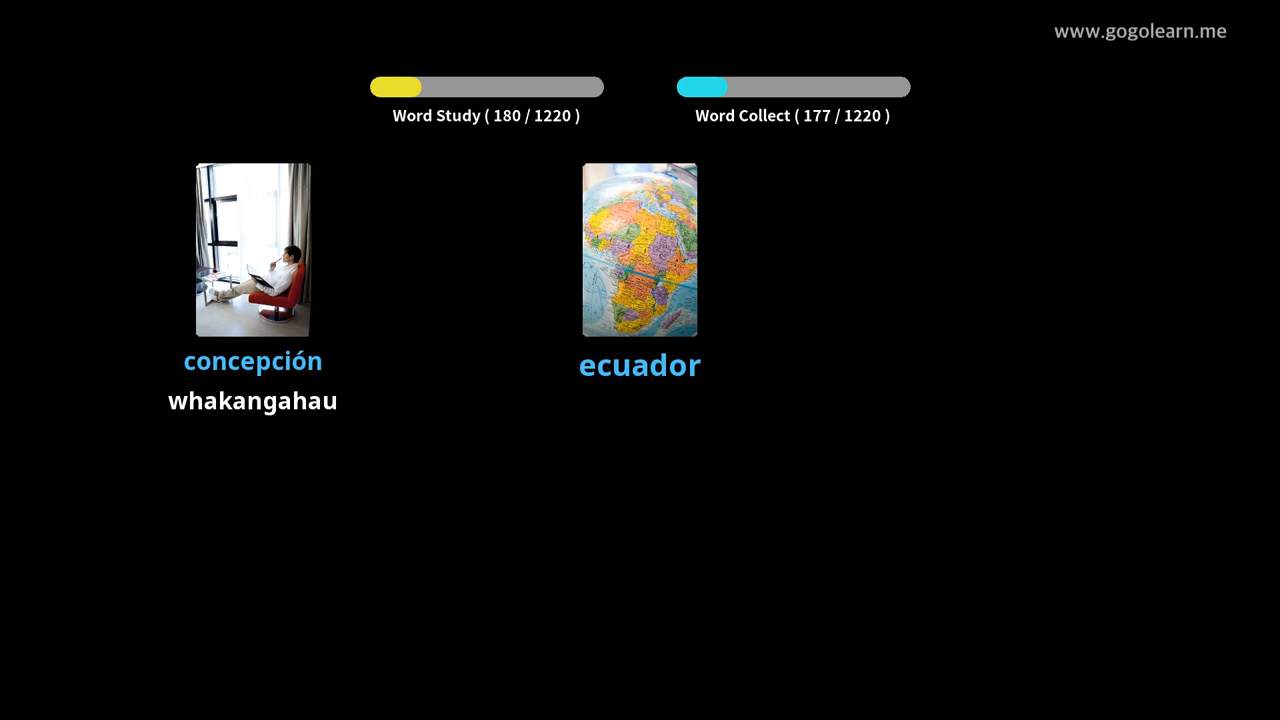 www.gogolearn.me
Word Study ( 180 / 1220 )
Word Collect ( 177 / 1220 )
concepción
whakangahau
ecuador